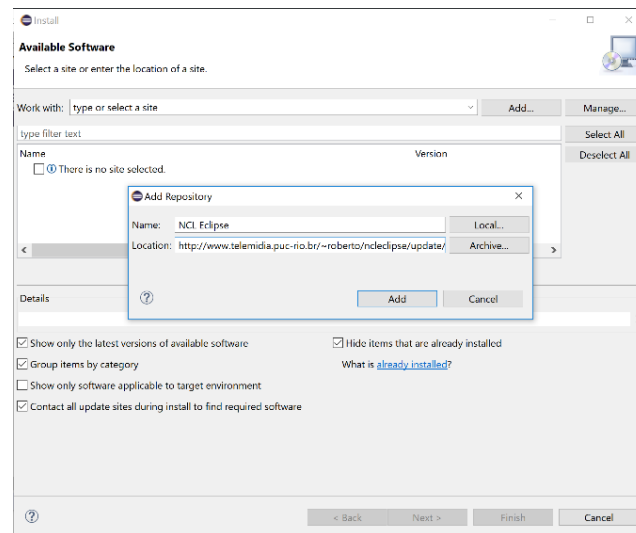 Install
Available Software
Select a site or enter the location of a site.
Work with: type or select a site Add... Manage...
type filter text Select All
Name Version Deselect All
There is no site selected.
Add Repository
Name: NCL Eclipse Local...
Location: http://www.telemidia.puc-rio.br/~roberto/ncleclipse/update/ Archive...
Add Cancel
Details
Show only the latest versions of available software Hide items that are already installed
Group items by category What is already installed?
Show only software applicable to target environment
Contact all update sites during install to find required software
< Back Next > Finish Cancel